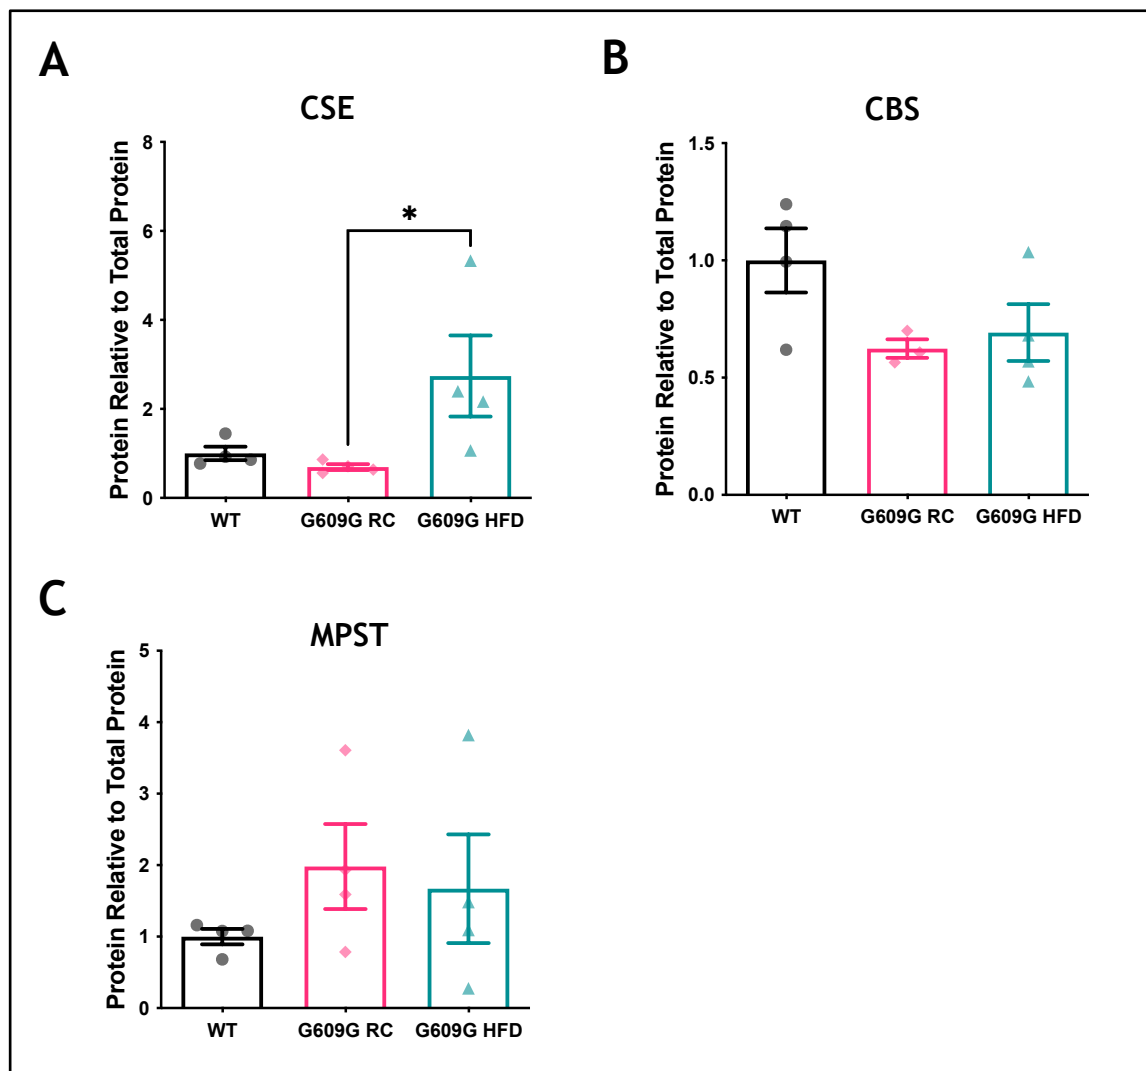 A
CSE
Protein Relative to Total Protein
8
6
4
2
0
*
WT
G609G RC
G609G HFD
B
CBS
Protein Relative to Total Protein
1.5
1.0
0.5
0.0
WT
G609G RC
G609G HFD
C
MPST
Protein Relative to Total Protein
5
4
3
2
1
0
WT
G609G RC
G609G HFD